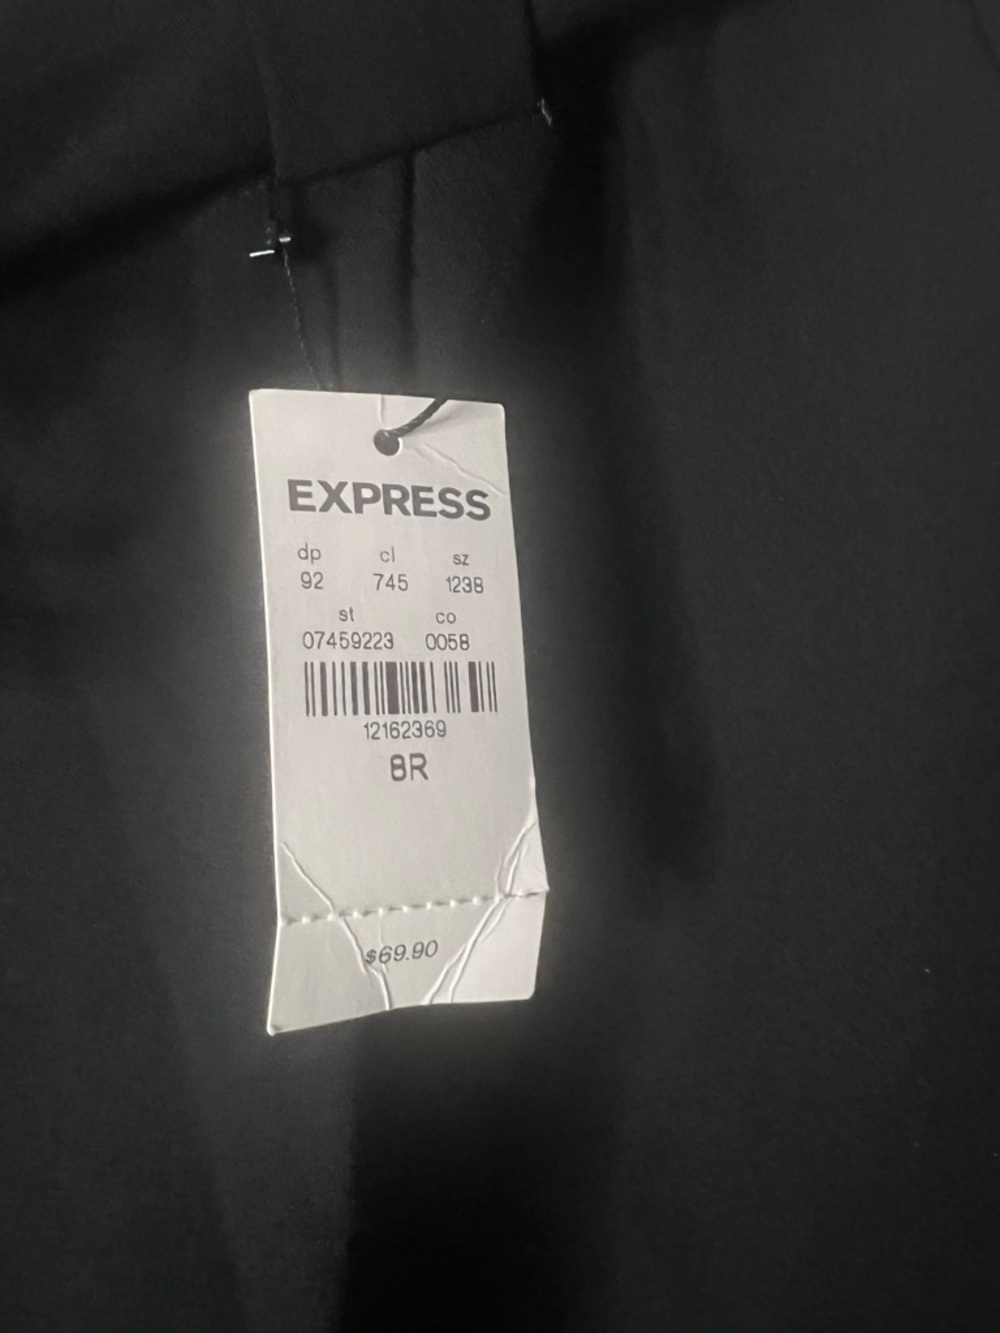 EXPRESS
dp cl sz
92 745 1238
st co
07459223 0058
12162369
8R
$69.90